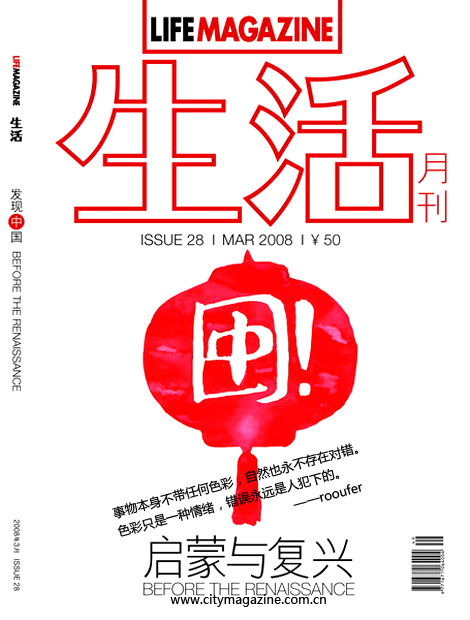 LIFEMAGAZINE
生活
发现中国 BEFORE THE RENAISSANCE
2008年3月 ISSUE 28
LIFEMAGAZINE
生活
月刊
ISSUE 28 I MAR 2008 I ¥ 50
中!
事物本身不带任何色彩，自然也永不存在对错。
色彩只是一种情绪，错误永远是人犯下的。
——rooufer
启蒙与复兴
BEFORE THE RENAISSANCE
www.citymagazine.com.cn